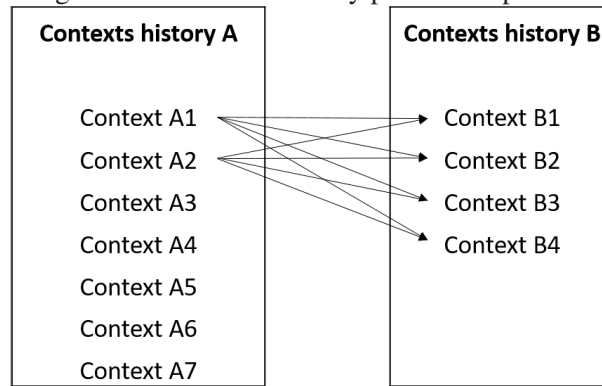 Contexts history A
Contexts history B
Context A1
Context B1
Context A2
Context B2
Context A3
Context B3
Context A4
Context B4
Context A5
Context A6
Context A7